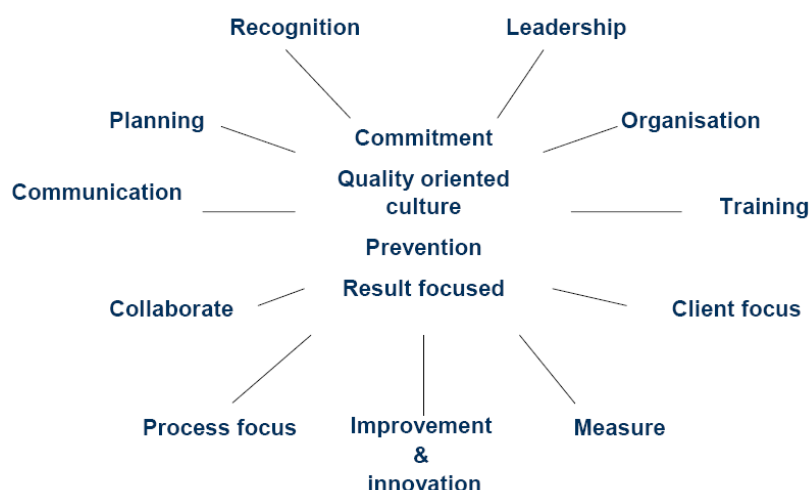 Recognition
Leadership
Planning
Commitment
Organisation
Quality oriented
culture
Communication
Training
Prevention
Result focused
Collaborate
Client focus
Process focus
Improvement
&
innovation
Measure